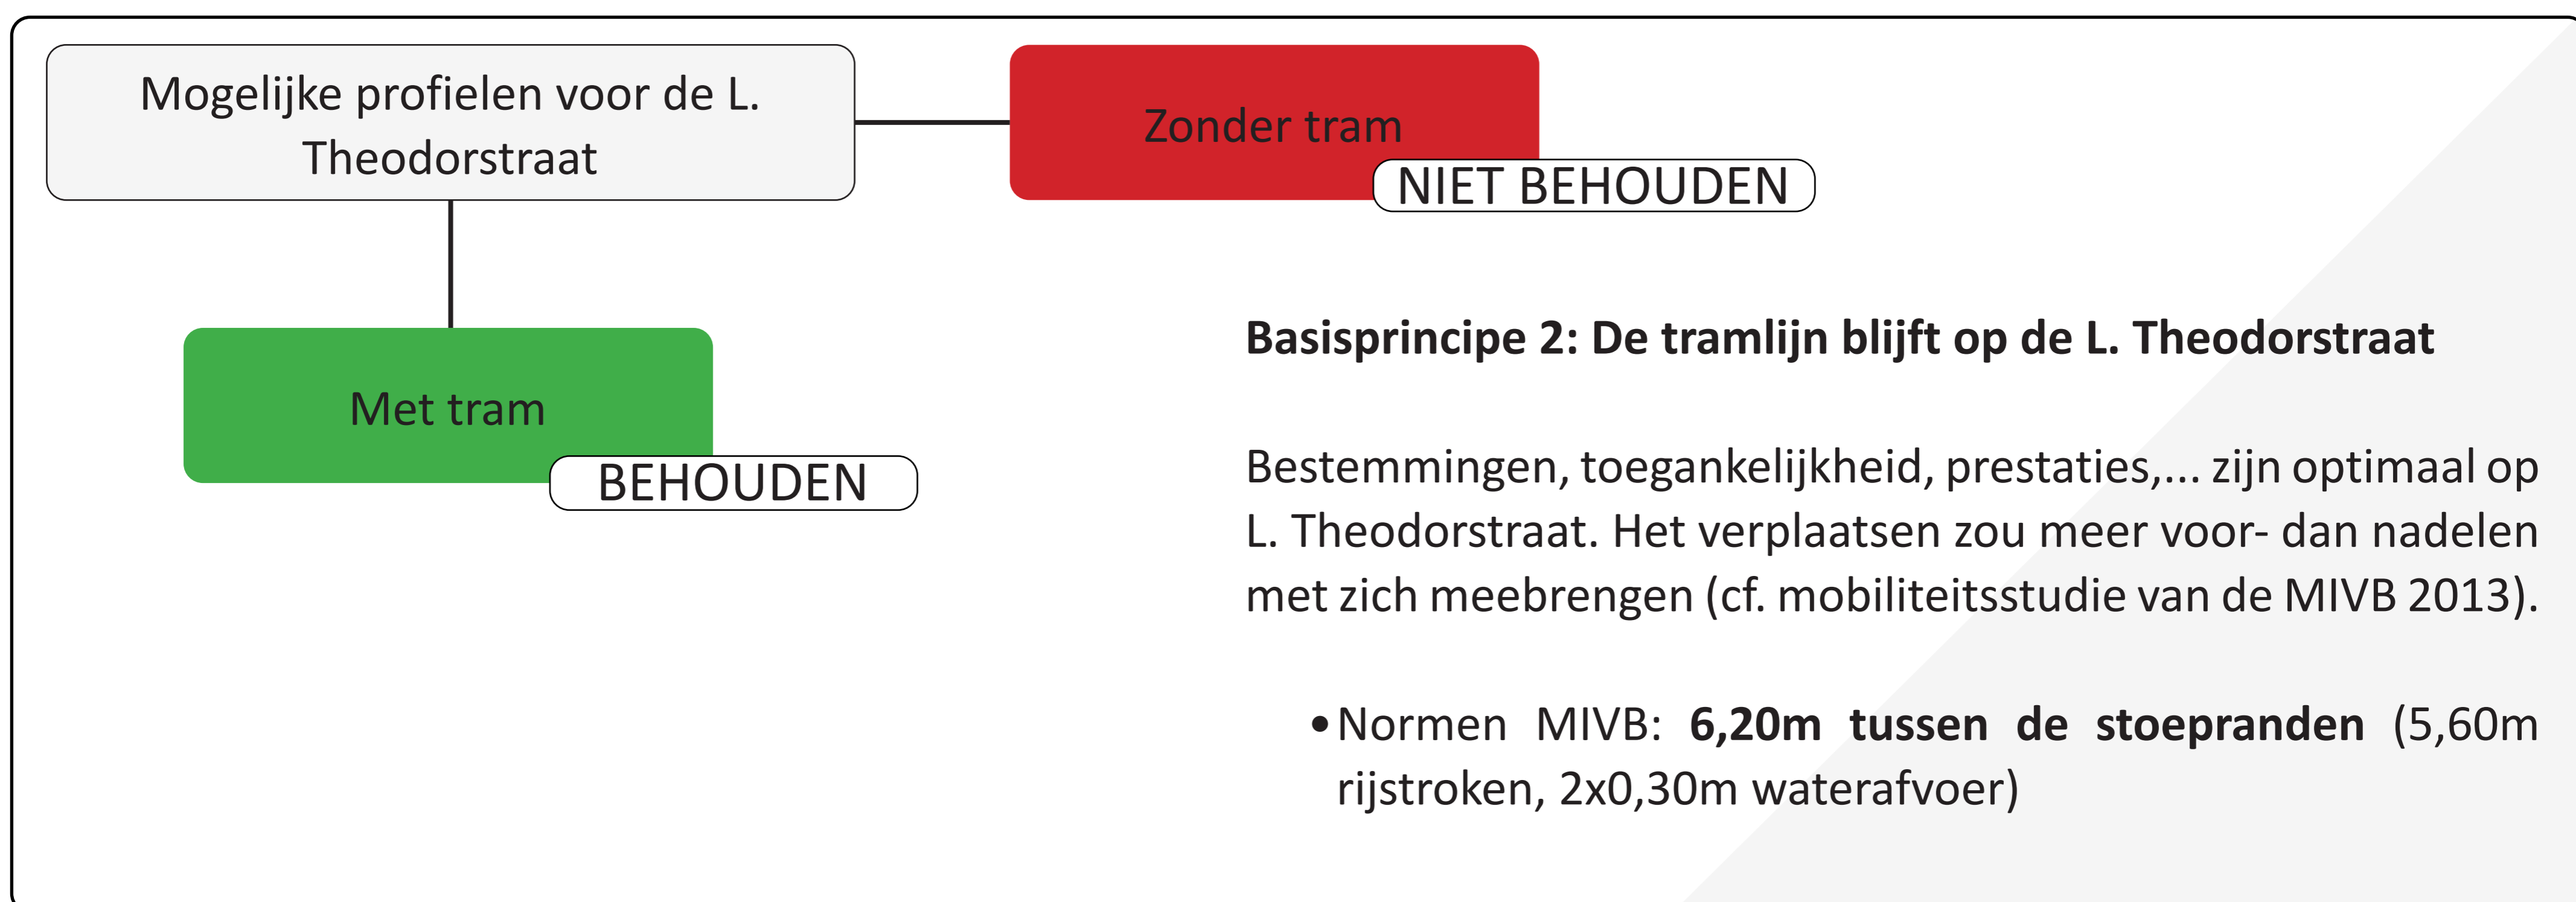 Mogelijke profielen voor de L.
Theodorstraat
Zonder tram
NIET BEHOUDEN
Met tram
BEHOUDEN
Basisprincipe 2: De tramlijn blijft op de L. Theodorstraat
Bestemmingen, toegankelijkheid, prestaties,... zijn optimaal op
L. Theodorstraat. Het verplaatsen zou meer voor- dan nadelen
met zich meebrengen (cf. mobiliteitsstudie van de MIVB 2013).
•Normen MIVB: 6,20m tussen de stoepranden (5,60m
rijstroken, 2x0,30m waterafvoer)